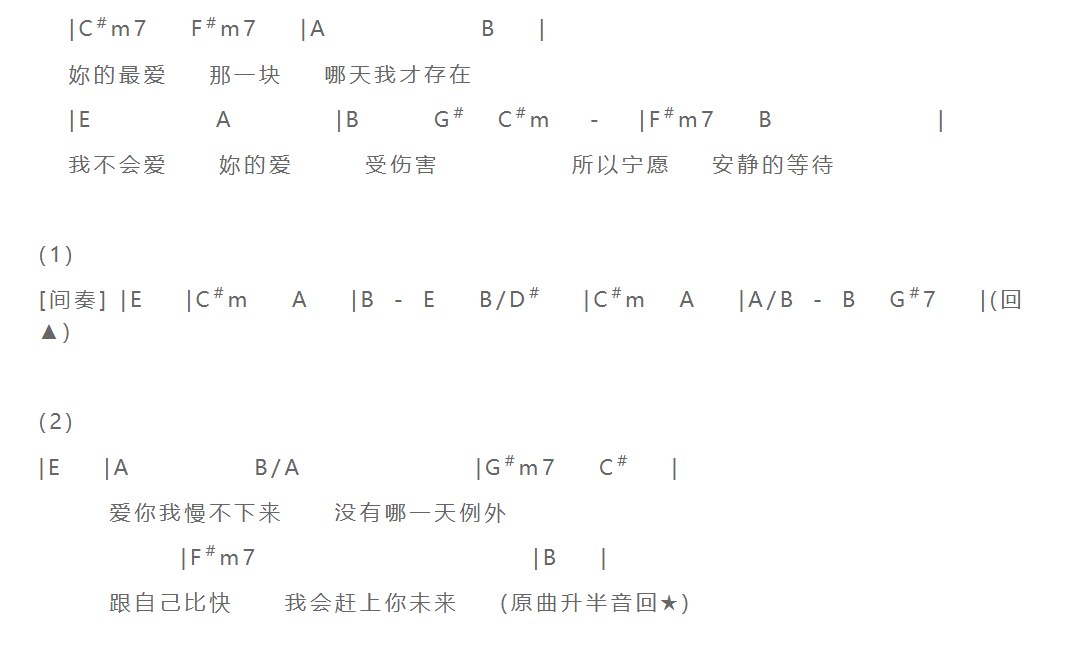 |C#m7 F#m7 |A B |
妳的最爱 那一块 哪天我才存在
|E A |B G# C#m - |F#m7 B |
我不会爱 妳的爱 受伤害 所以宁愿 安静的等待
(1)
[间奏] |E |C#m A |B - E B/D# |C#m A |A/B - B G#7 |(回
▲)
(2)
|E |A B/A |G#m7 C# |
爱你我慢不下来 没有哪一天例外
|F#m7 |B |
跟自己比快 我会赶上你未来 (原曲升半音回★)